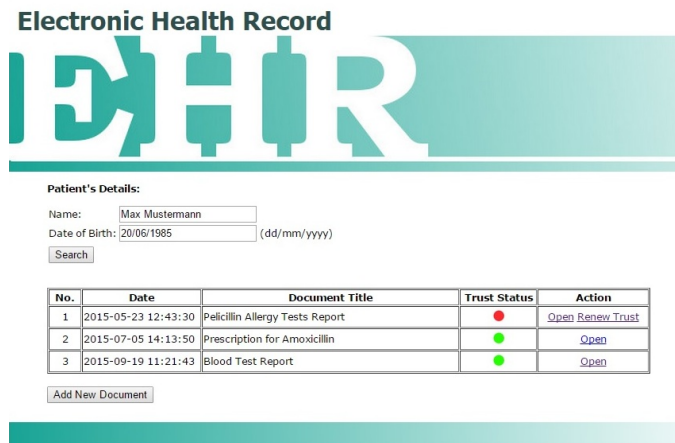 Electronic Health Record
EHR
Patient's Details:
Name: Max Mustermann
Date of Birth: 20/06/1985 (dd/mm/yyyy)
Search
No. Date Document Title Trust Status Action
1 2015-05-23 12:43:30 Pelicillin Allergy Tests Report Open Renew Trust
2 2015-07-05 14:13:50 Prescription for Amoxicillin Open
3 2015-09-19 11:21:43 Blood Test Report Open
Add New Document